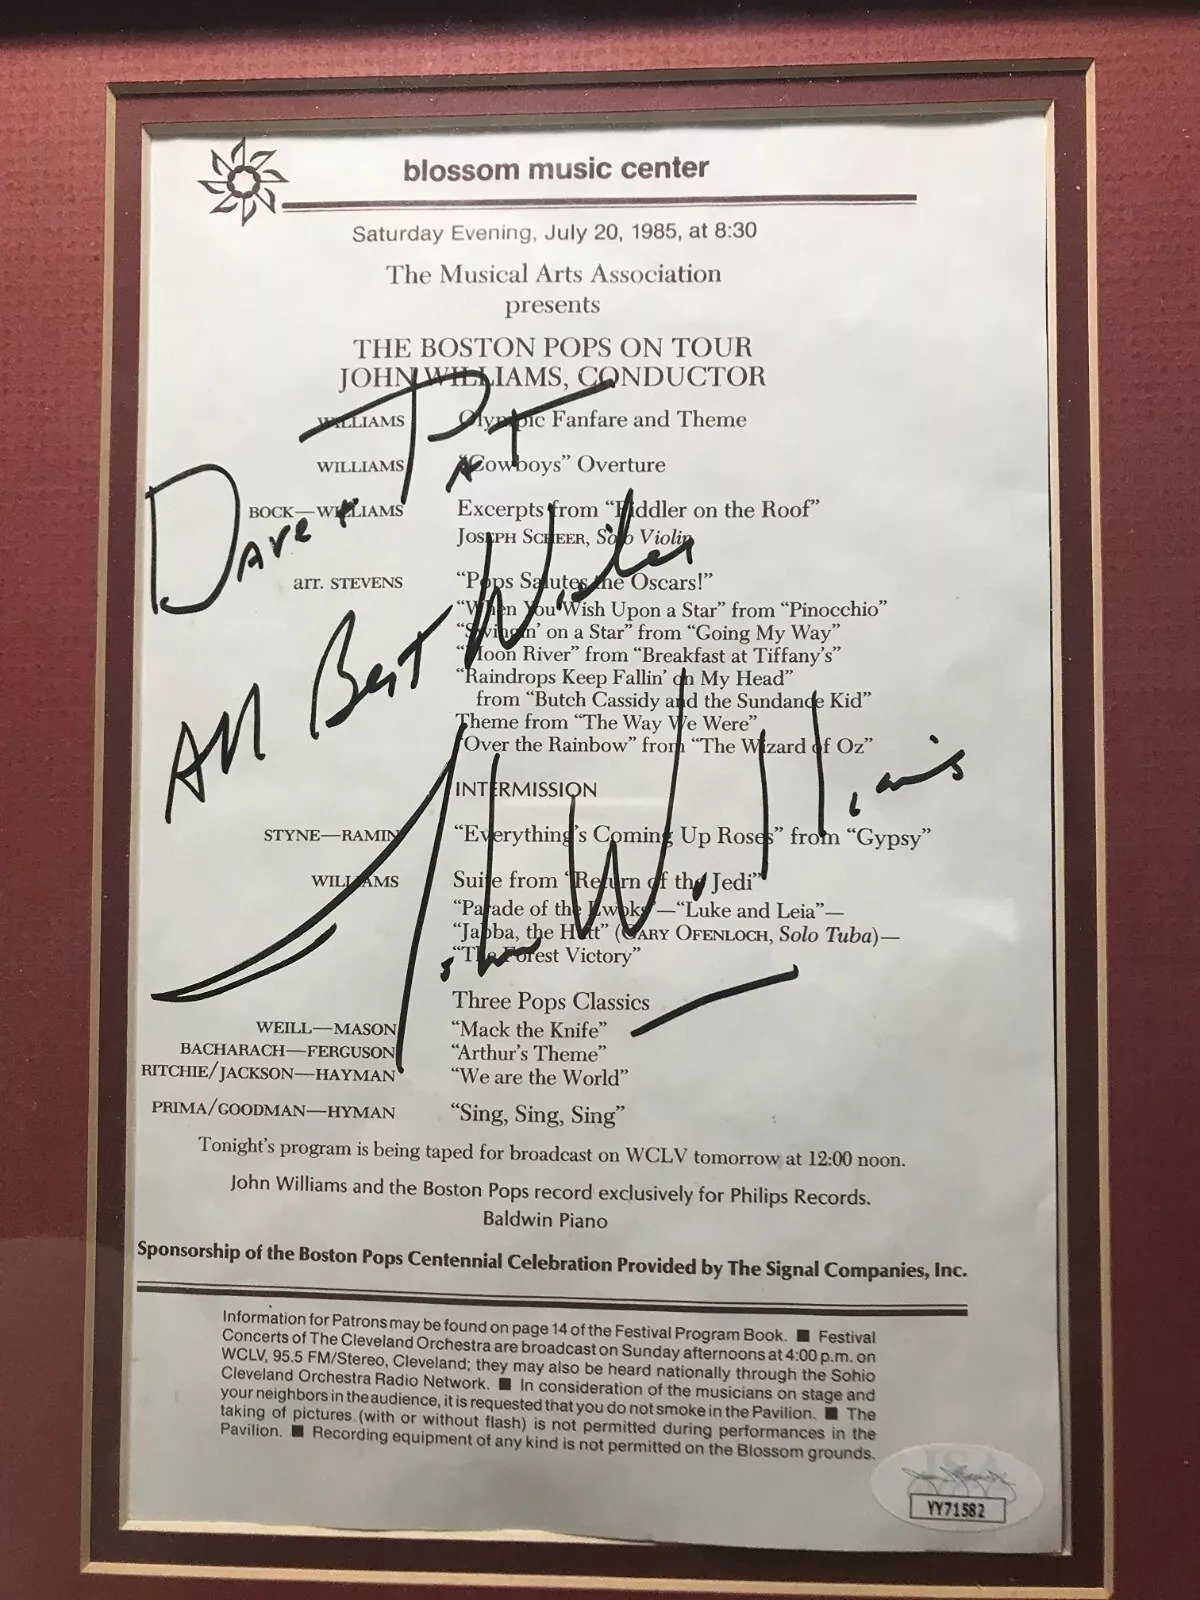 blossom music center
Saturday Evening, July 20, 1985, at 8:30
The Musical Arts Association
presents
THE BOSTON POPS ON TOUR
JOHN WILLIAMS, CONDUCTOR
WILLIAMS Olympic Fanfare and Theme
WILLIAMS "Cowboys" Overture
BOCK—WILLIAMS Excerpts from "Fiddler on the Roof"
JOSEPH SCHEER, Solo Violin
arr. STEVENS "Pops Salutes the Oscars!"
"When You Wish Upon a Star" from "Pinocchio"
"Swingin' on a Star" from "Going My Way"
"Moon River" from "Breakfast at Tiffany's"
"Raindrops Keep Fallin' on My Head"
from "Butch Cassidy and the Sundance Kid"
Theme from "The Way We Were"
"Over the Rainbow" from "The Wizard of Oz"
INTERMISSION
STYNE—RAMIN "Everything's Coming Up Roses" from "Gypsy"
WILLIAMS Suite from "Return of the Jedi"
"Parade of the Ewoks"—"Luke and Leia"—
"Jabba, the Hutt" (GARY OFENLOCH, Solo Tuba)—
"The Forest Victory"
Three Pops Classics
WEILL—MASON "Mack the Knife"
BACHARACH—FERGUSON "Arthur's Theme"
RITCHIE/JACKSON—HAYMAN "We are the World"
PRIMA/GOODMAN—HYMAN "Sing, Sing, Sing"
Tonight's program is being taped for broadcast on WCLV tomorrow at 12:00 noon.
John Williams and the Boston Pops record exclusively for Philips Records.
Baldwin Piano
Sponsorship of the Boston Pops Centennial Celebration Provided by The Signal Companies, Inc.
Information for Patrons may be found on page 14 of the Festival Program Book. ■ Festival
Concerts of The Cleveland Orchestra are broadcast on Sunday afternoons at 4:00 p.m. on
WCLV, 95.5 FM/Stereo, Cleveland; they may also be heard nationally through the Sohio
Cleveland Orchestra Radio Network. ■ In consideration of the musicians on stage and
your neighbors in the audience, it is requested that you do not smoke in the Pavilion. ■ The
taking of pictures (with or without flash) is not permitted during performances in the
Pavilion. ■ Recording equipment of any kind is not permitted on the Blossom grounds.
Dave + Pat
All Best Wishes
John Williams
YY71582